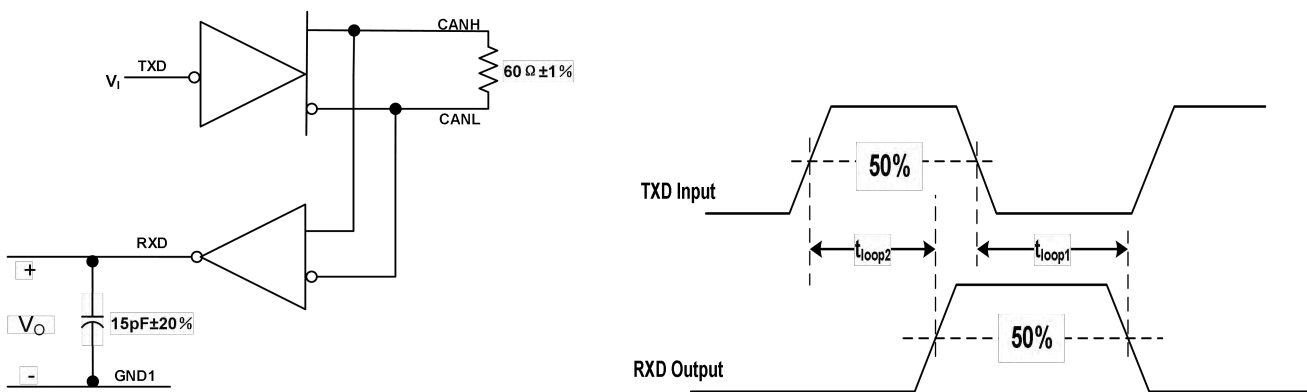 CANH
TXD
V_I
60 Ω ±1%
CANL
RXD
+
V_O
15pF±20%
-
GND1
50%
TXD Input
t_loop2
t_loop1
50%
RXD Output